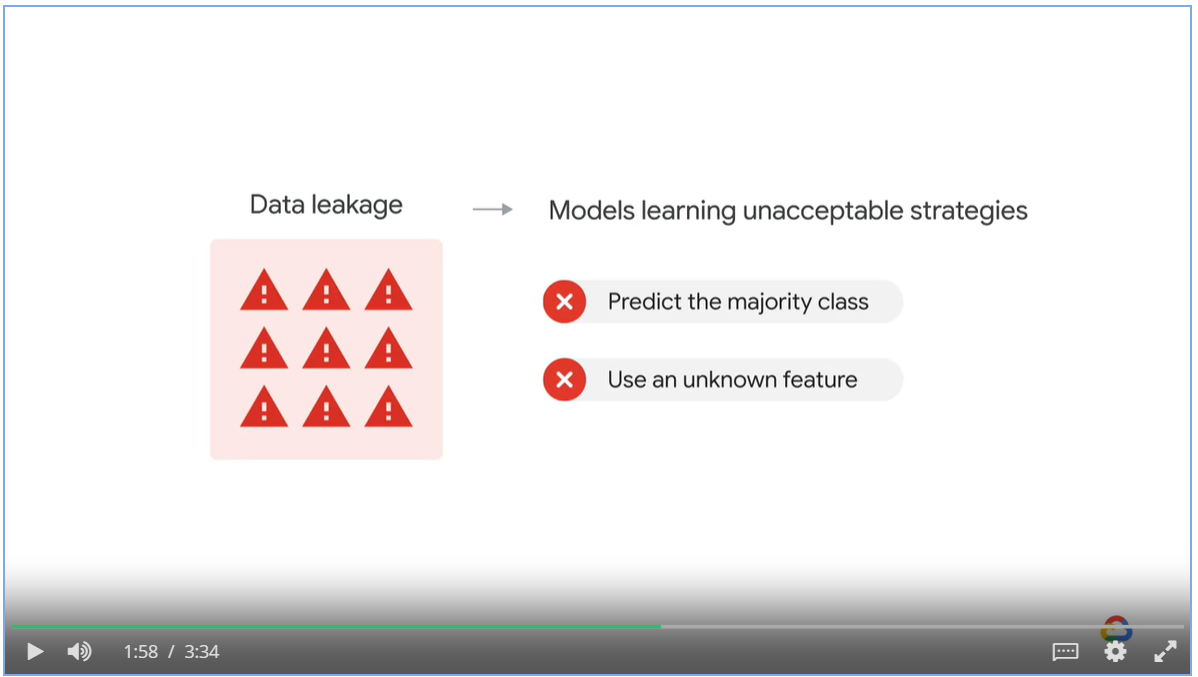 Data leakage
Models learning unacceptable strategies
Predict the majority class
Use an unknown feature
1:58 / 3:34